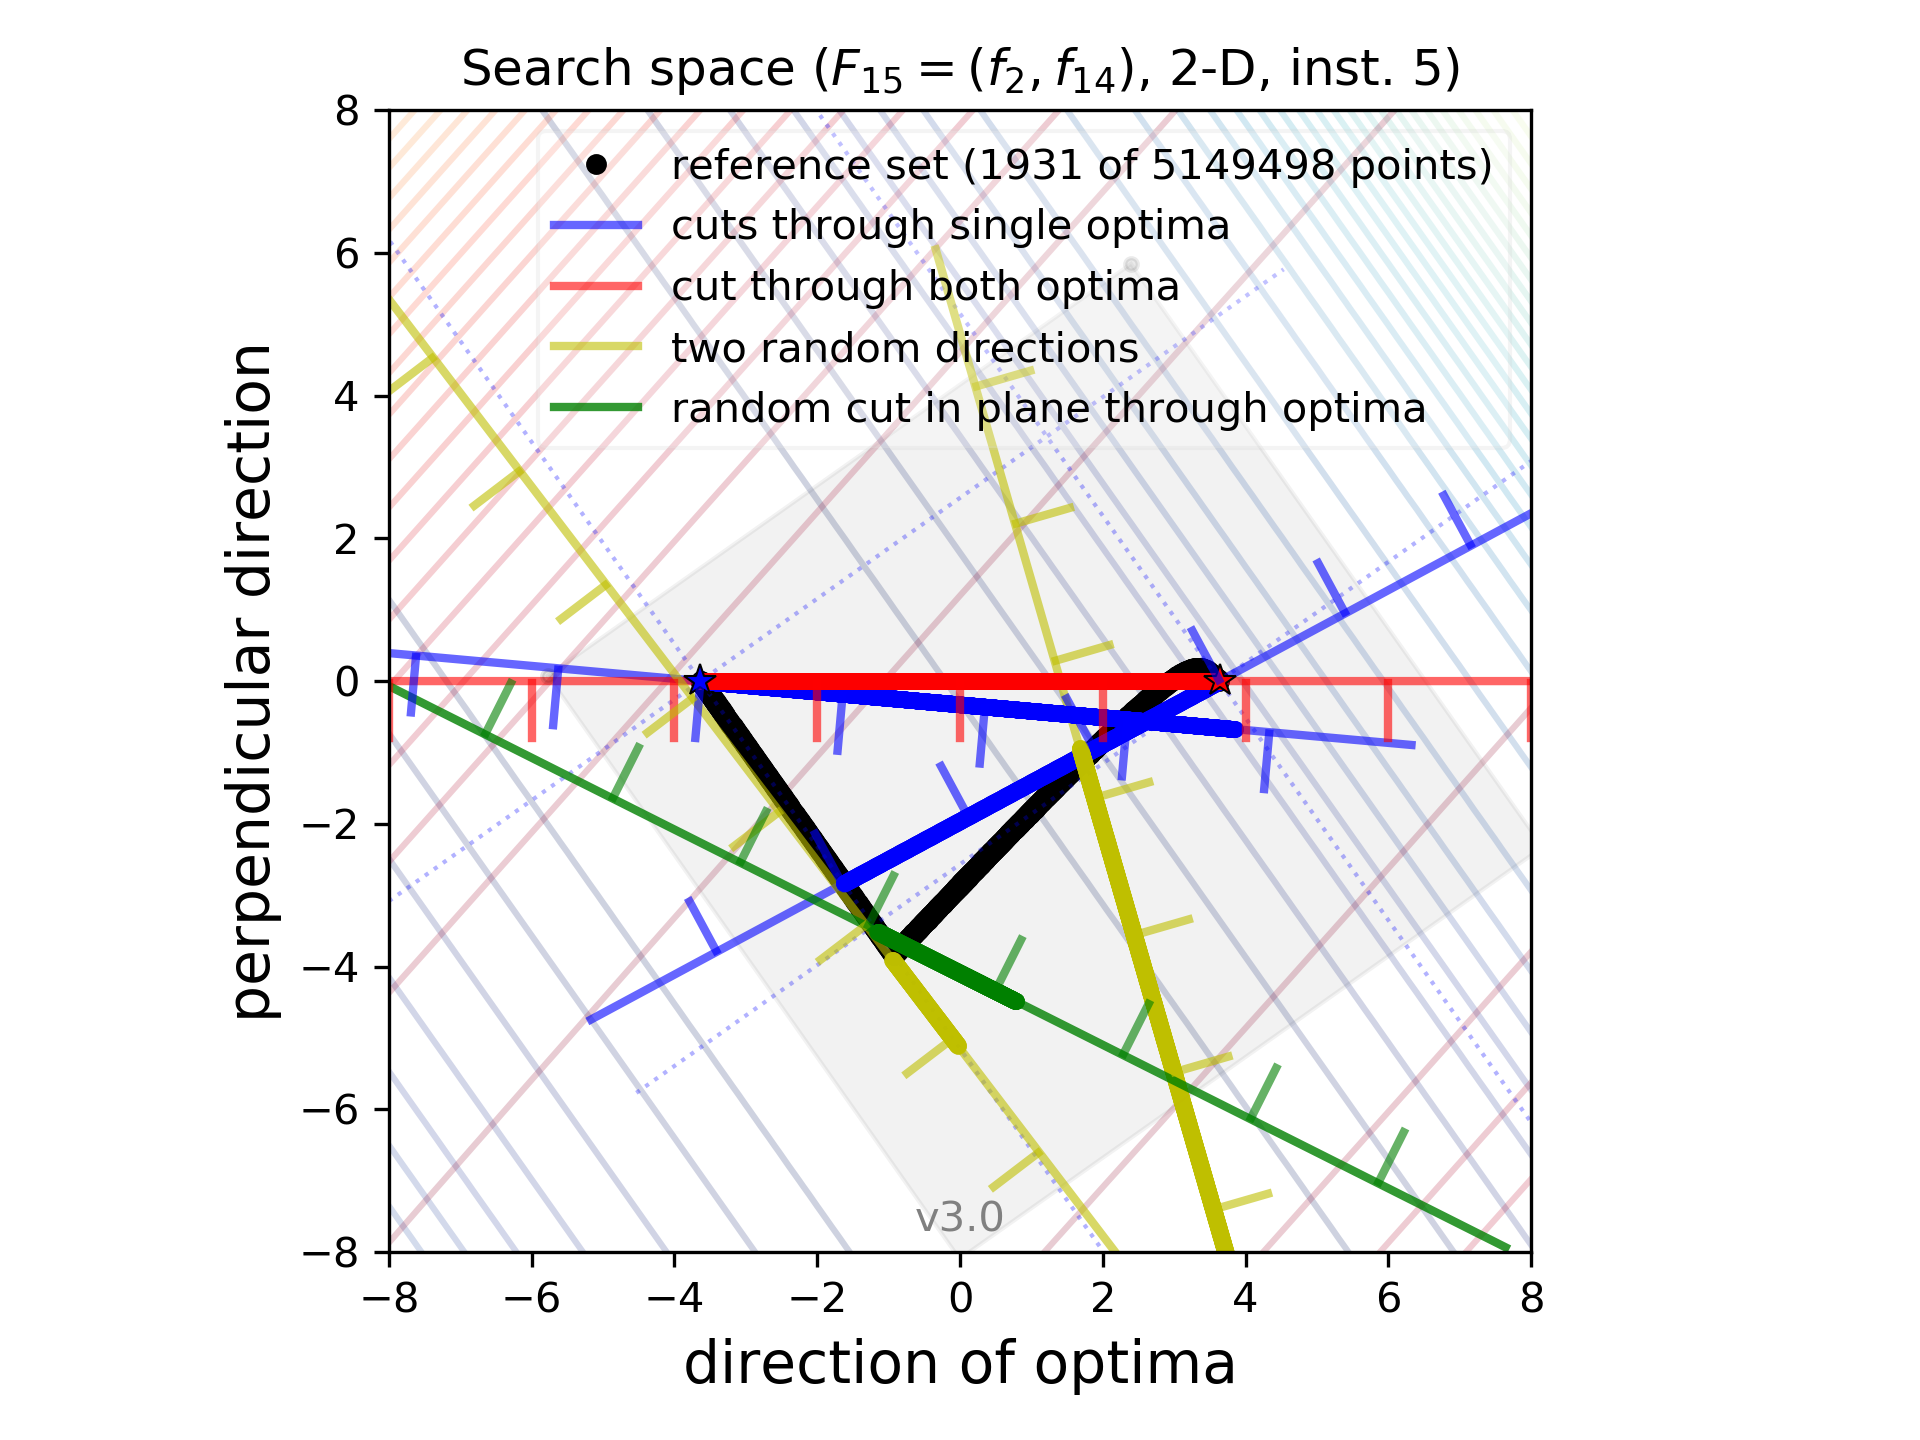 Search space (F₁₅ = (f₂, f₁₄), 2-D, inst. 5)
reference set (1931 of 5149498 points)
cuts through single optima
cut through both optima
two random directions
random cut in plane through optima
perpendicular direction
8
6
4
2
0
−2
−4
−6
−8
v3.0
−8 −6 −4 −2 0 2 4 6 8
direction of optima